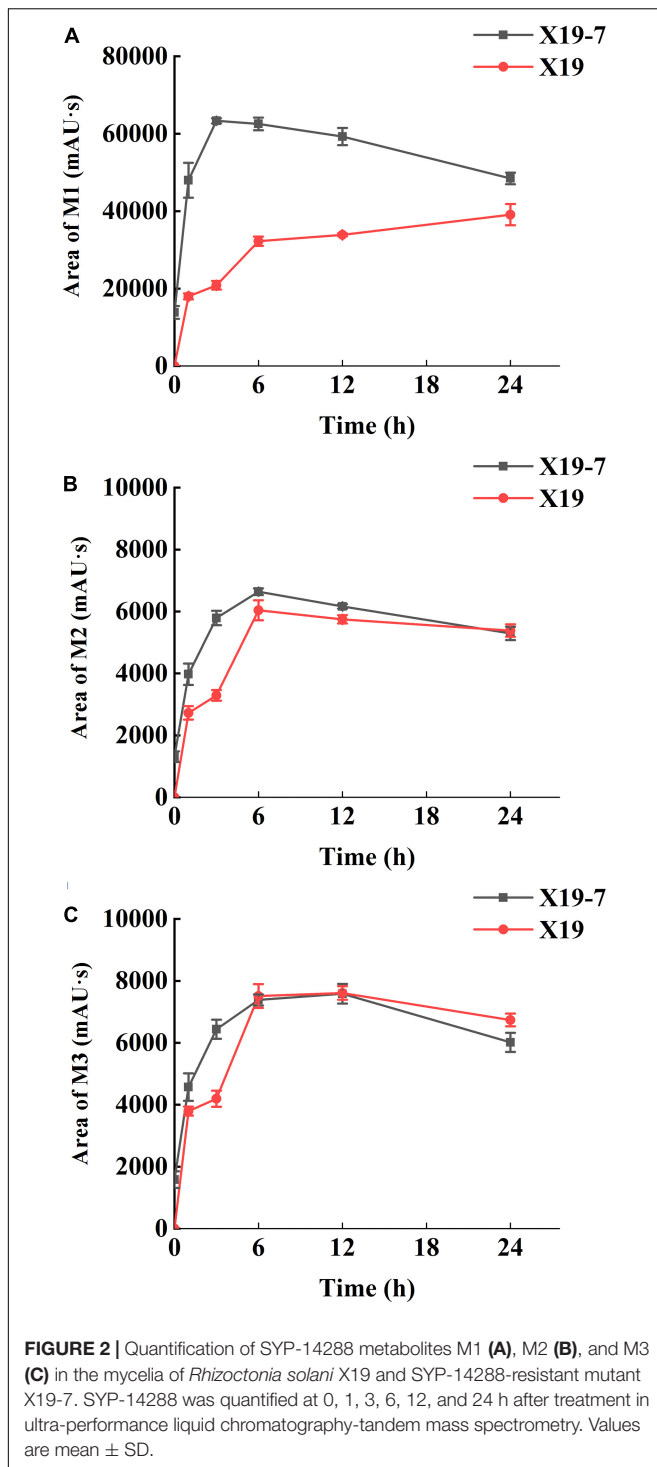 A
X19-7
X19
80000
60000
40000
20000
0
Area of M1 (mAU·s)
0 6 12 18 24
Time (h)
B
X19-7
X19
10000
8000
6000
4000
2000
0
Area of M2 (mAU·s)
0 6 12 18 24
Time (h)
C
X19-7
X19
10000
8000
6000
4000
2000
0
Area of M3 (mAU·s)
0 6 12 18 24
Time (h)
FIGURE 2 | Quantification of SYP-14288 metabolites M1 (A), M2 (B), and M3
(C) in the mycelia of Rhizoctonia solani X19 and SYP-14288-resistant mutant
X19-7. SYP-14288 was quantified at 0, 1, 3, 6, 12, and 24 h after treatment in
ultra-performance liquid chromatography-tandem mass spectrometry. Values
are mean ± SD.